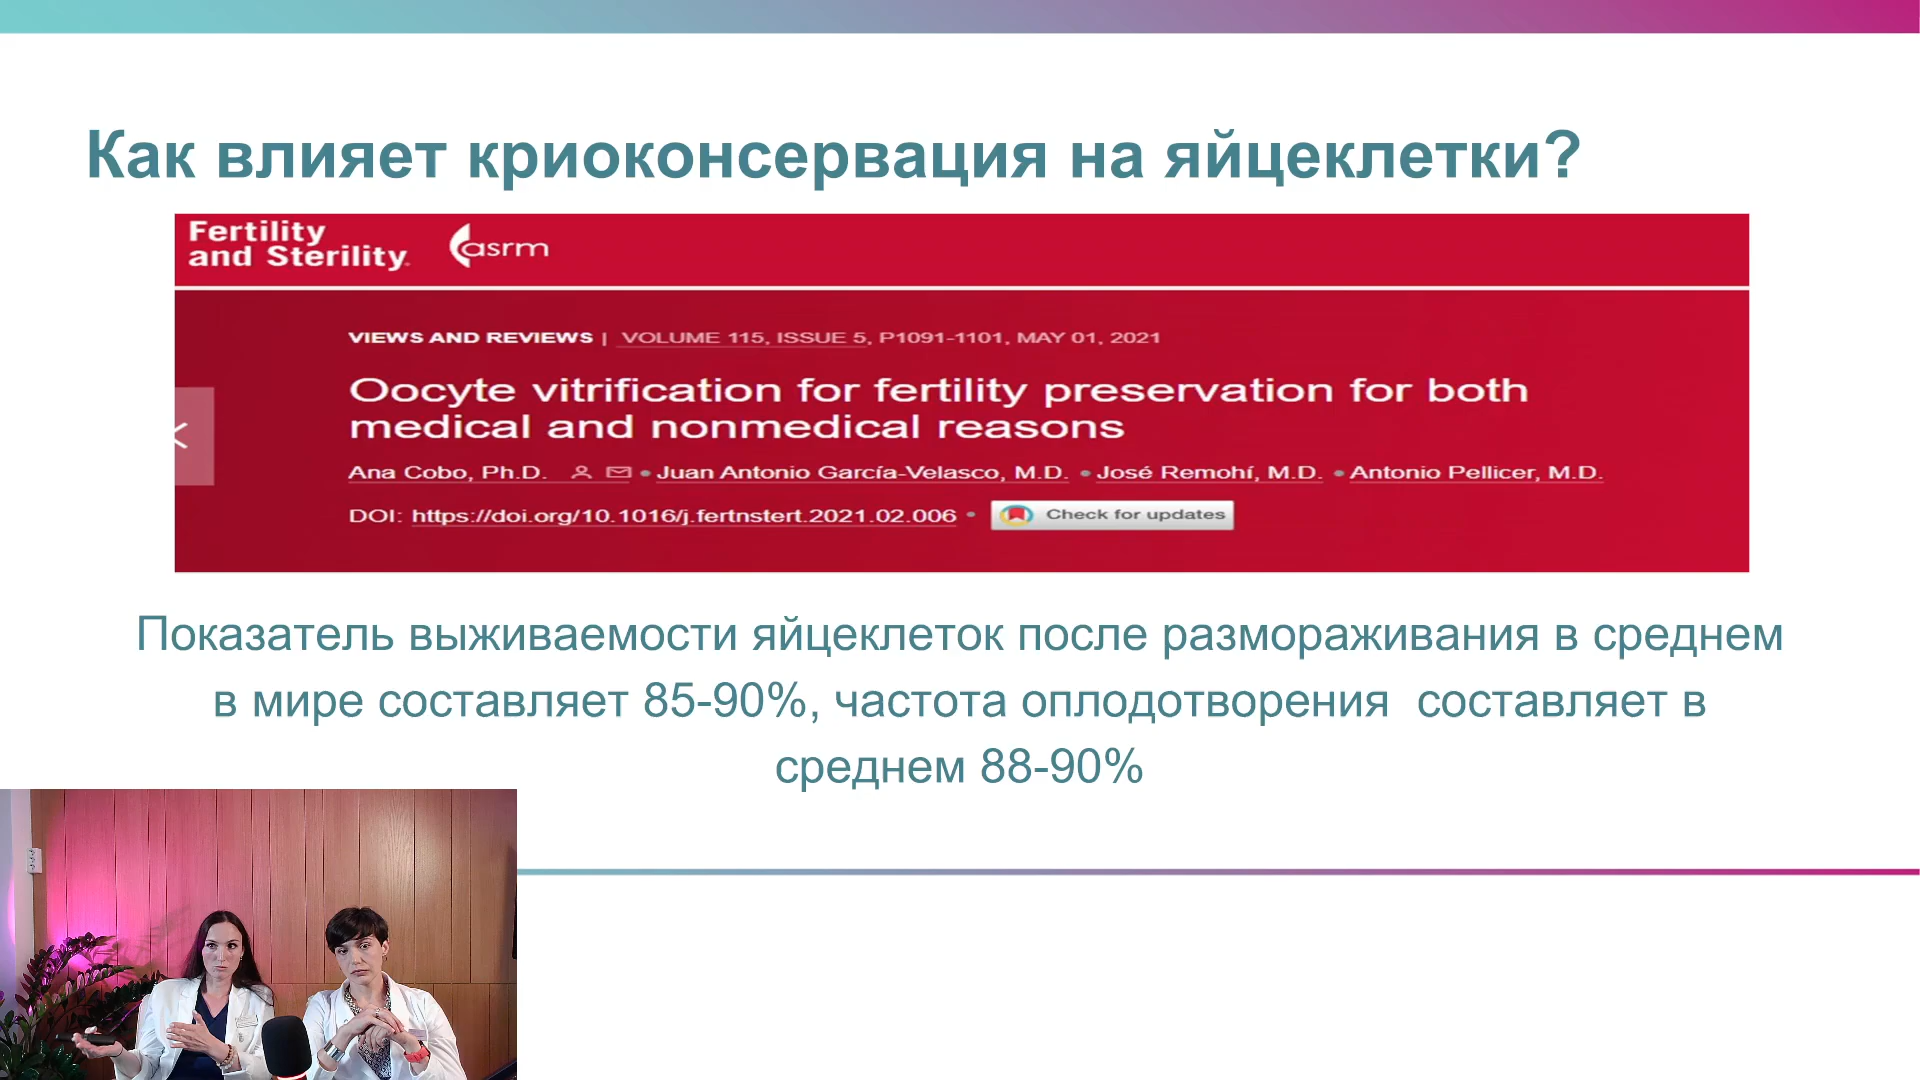 Как влияет криоконсервация на яйцеклетки?
Fertility
and Sterility.
asrm
VIEWS AND REVIEWS | VOLUME 115, ISSUE 5, P1091-1101, MAY 01, 2021
Oocyte vitrification for fertility preservation for both
medical and nonmedical reasons
Ana Cobo, Ph.D. • Juan Antonio García-Velasco, M.D. • José Remohí, M.D. • Antonio Pellicer, M.D.
DOI: https://doi.org/10.1016/j.fertnstert.2021.02.006 • Check for updates
Показатель выживаемости яйцеклеток после размораживания в среднем
в мире составляет 85-90%, частота оплодотворения составляет в
среднем 88-90%